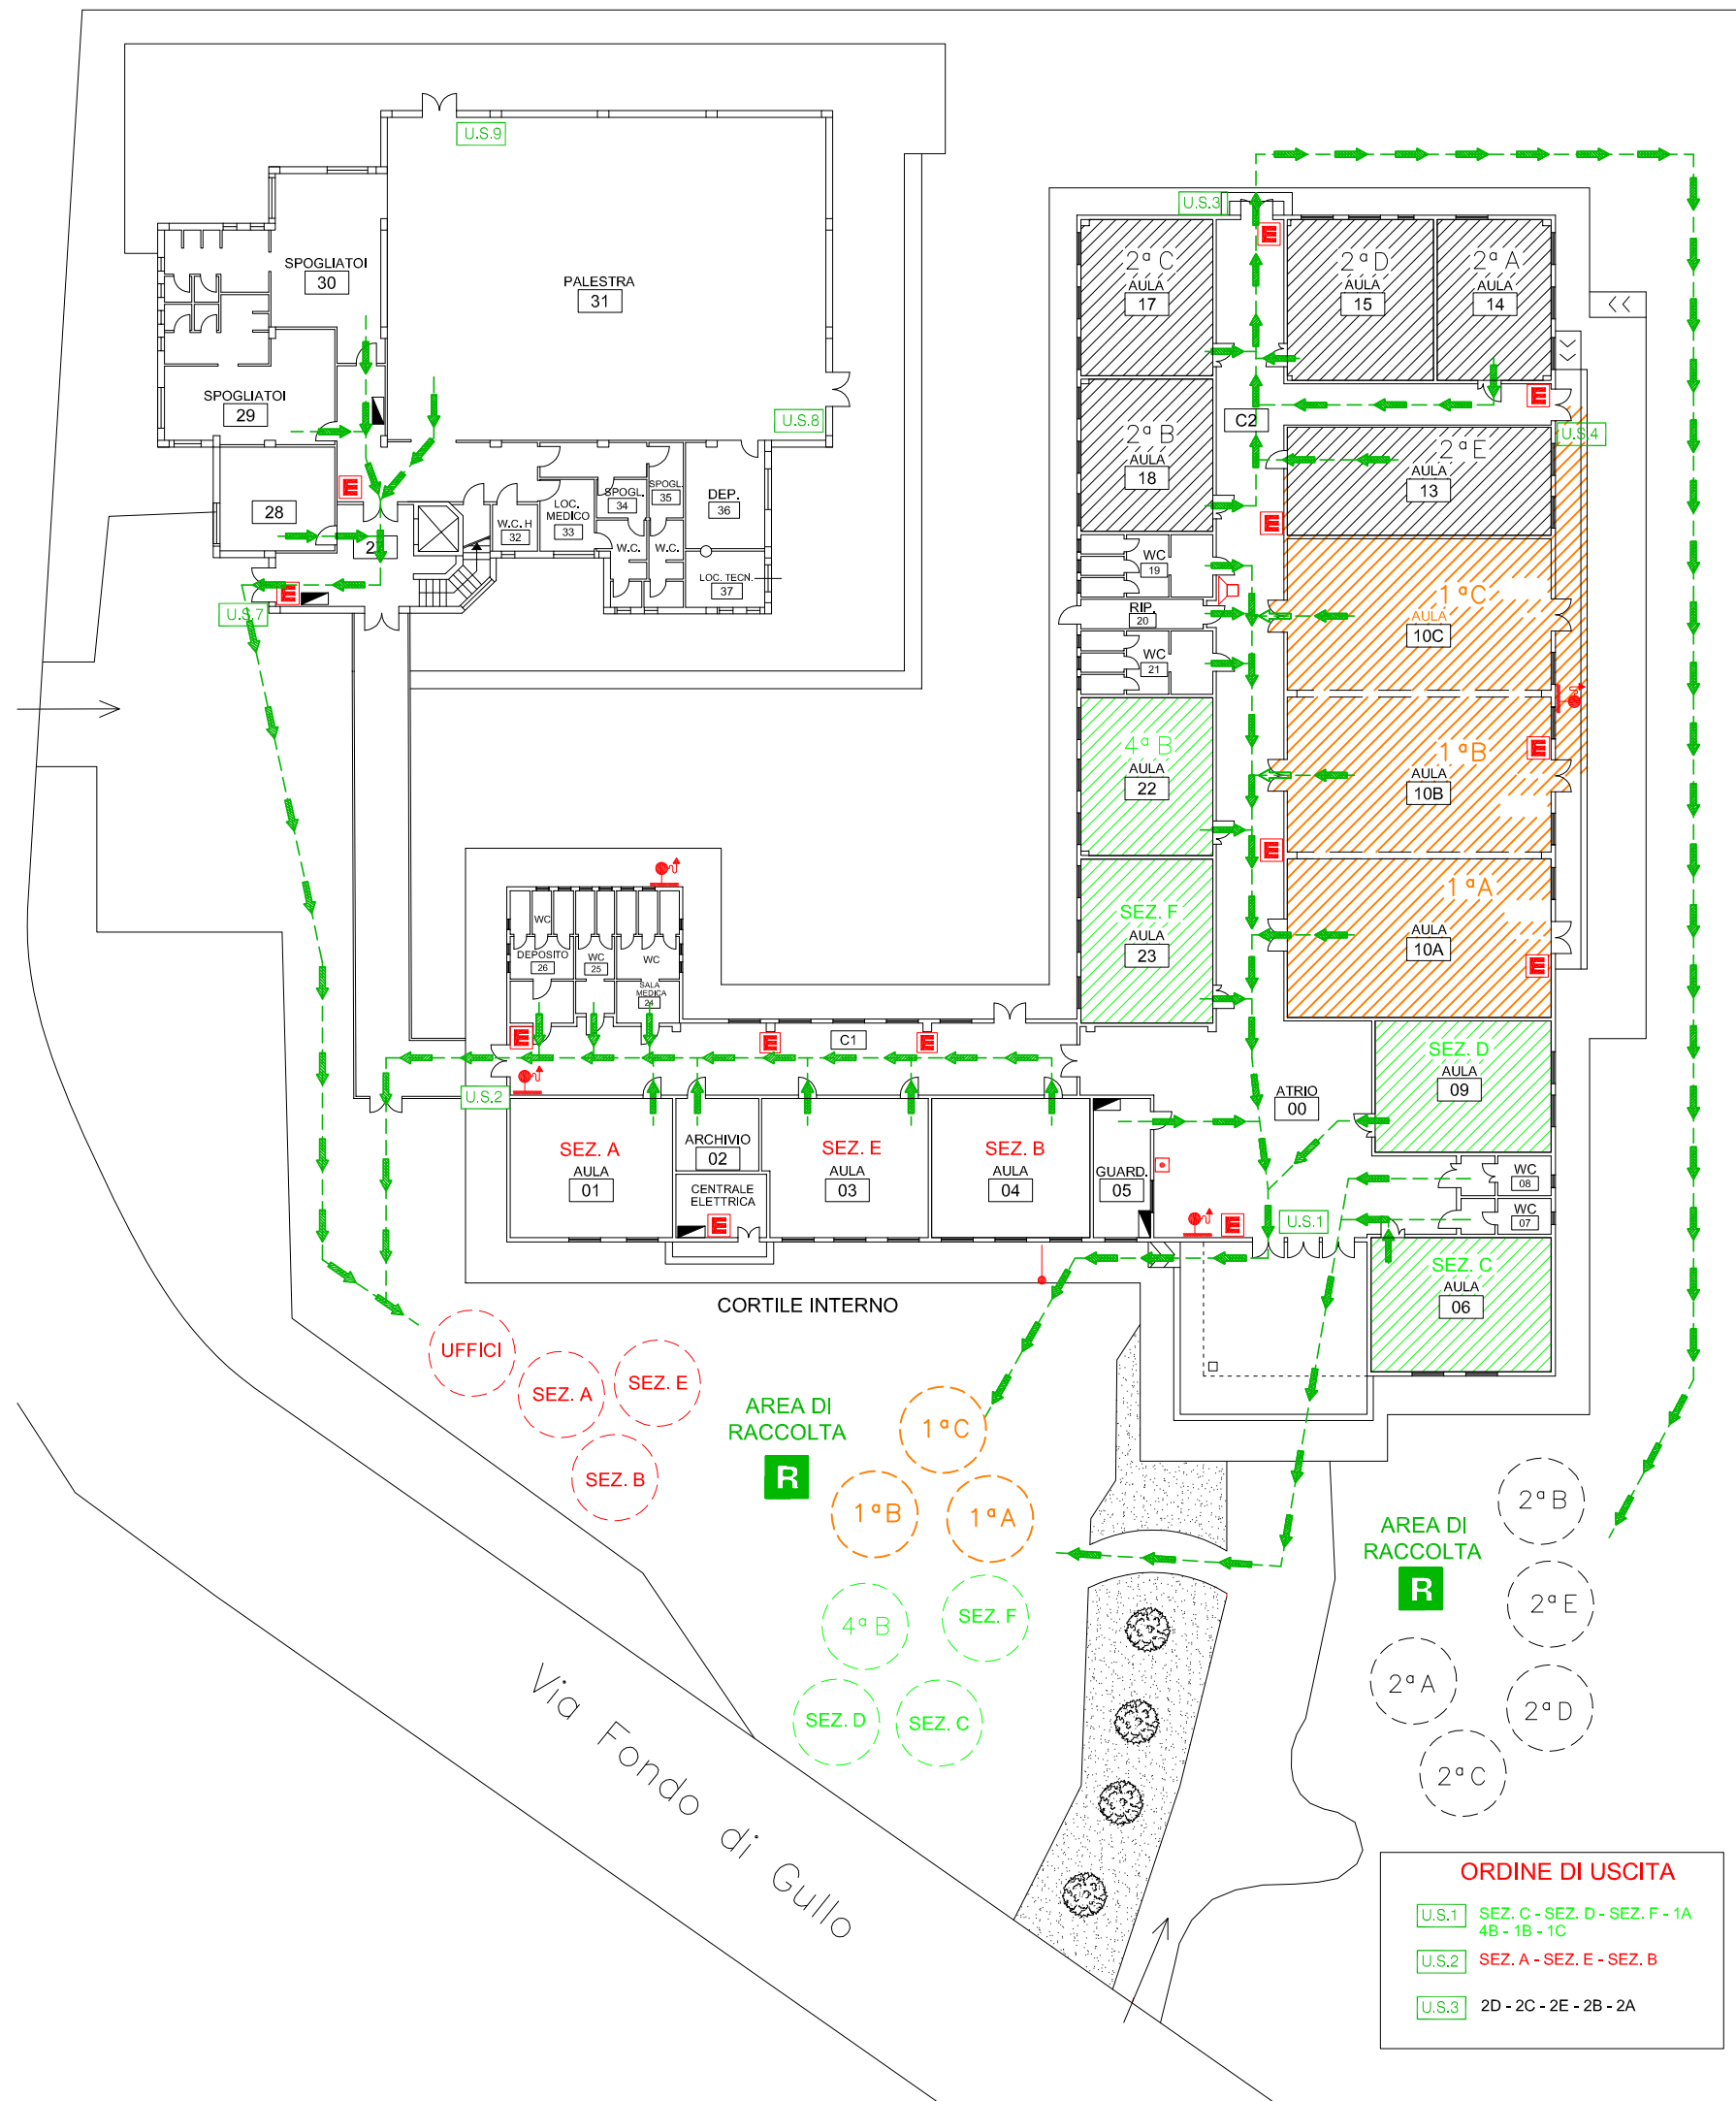 U.S.9
U.S.3
SPOGLIATOI
30
PALESTRA
31
2ª C
AULA
17
2ª D
AULA
15
2ª A
AULA
14
SPOGLIATOI
29
U.S.8
C2
U.S.4
2ª B
AULA
18
2ª E
AULA
13
E
E
E
E
28
W.C. H
32
LOC.
MEDICO
33
SPOGL.
34
SPOGL.
35
DEP.
36
W.C.
W.C.
LOC. TECN.
37
E
U.S.7
WC
19
RIP.
20
WC
21
1ª C
AULA
10C
4ª B
AULA
22
1ª B
AULA
10B
E
E
SEZ. F
AULA
23
1ª A
AULA
10A
E
WC
DEPOSITO
26
WC
25
WC
SALA
MEDICA
24
E
E
C1
E
U.S.2
SEZ. D
AULA
09
ATRIO
00
SEZ. A
AULA
01
ARCHIVIO
02
CENTRALE
ELETTRICA
E
SEZ. E
AULA
03
SEZ. B
AULA
04
GUARD.
05
WC
08
WC
07
E
U.S.1
SEZ. C
AULA
06
CORTILE INTERNO
UFFICI
SEZ. A
SEZ. E
SEZ. B
AREA DI
RACCOLTA
R
1ª C
1ª B
1ª A
4ª B
SEZ. F
SEZ. D
SEZ. C
AREA DI
RACCOLTA
R
2ª B
2ª E
2ª A
2ª D
2ª C
Via Fondo di Gullo
ORDINE DI USCITA
U.S.1 SEZ. C - SEZ. D - SEZ. F - 1A
4B - 1B - 1C
U.S.2 SEZ. A - SEZ. E - SEZ. B
U.S.3 2D - 2C - 2E - 2B - 2A